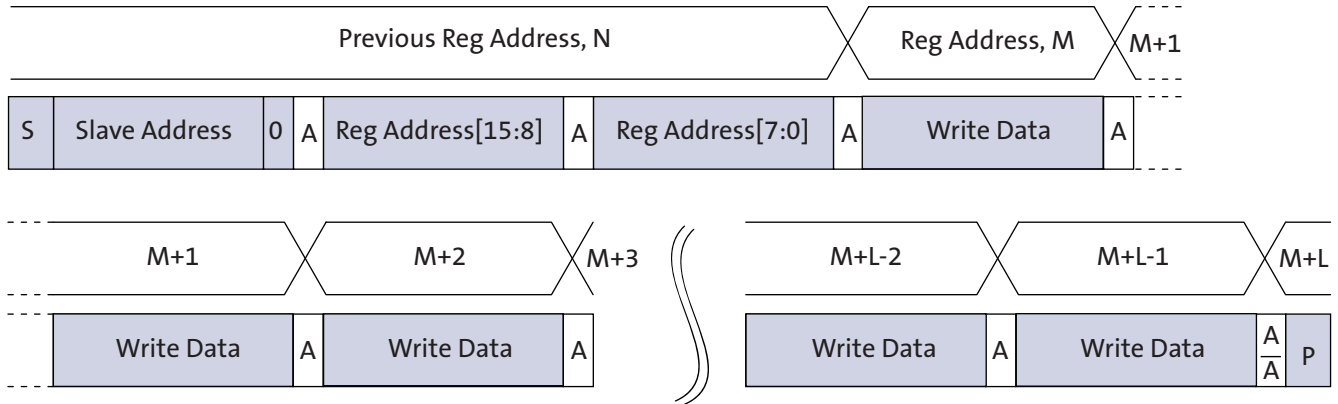 Previous Reg Address, N Reg Address, M M+1
S Slave Address 0 A Reg Address[15:8] A Reg Address[7:0] A Write Data A
M+1 M+2 M+3 M+L-2 M+L-1 M+L
Write Data A Write Data A Write Data A Write Data A/A̅ P